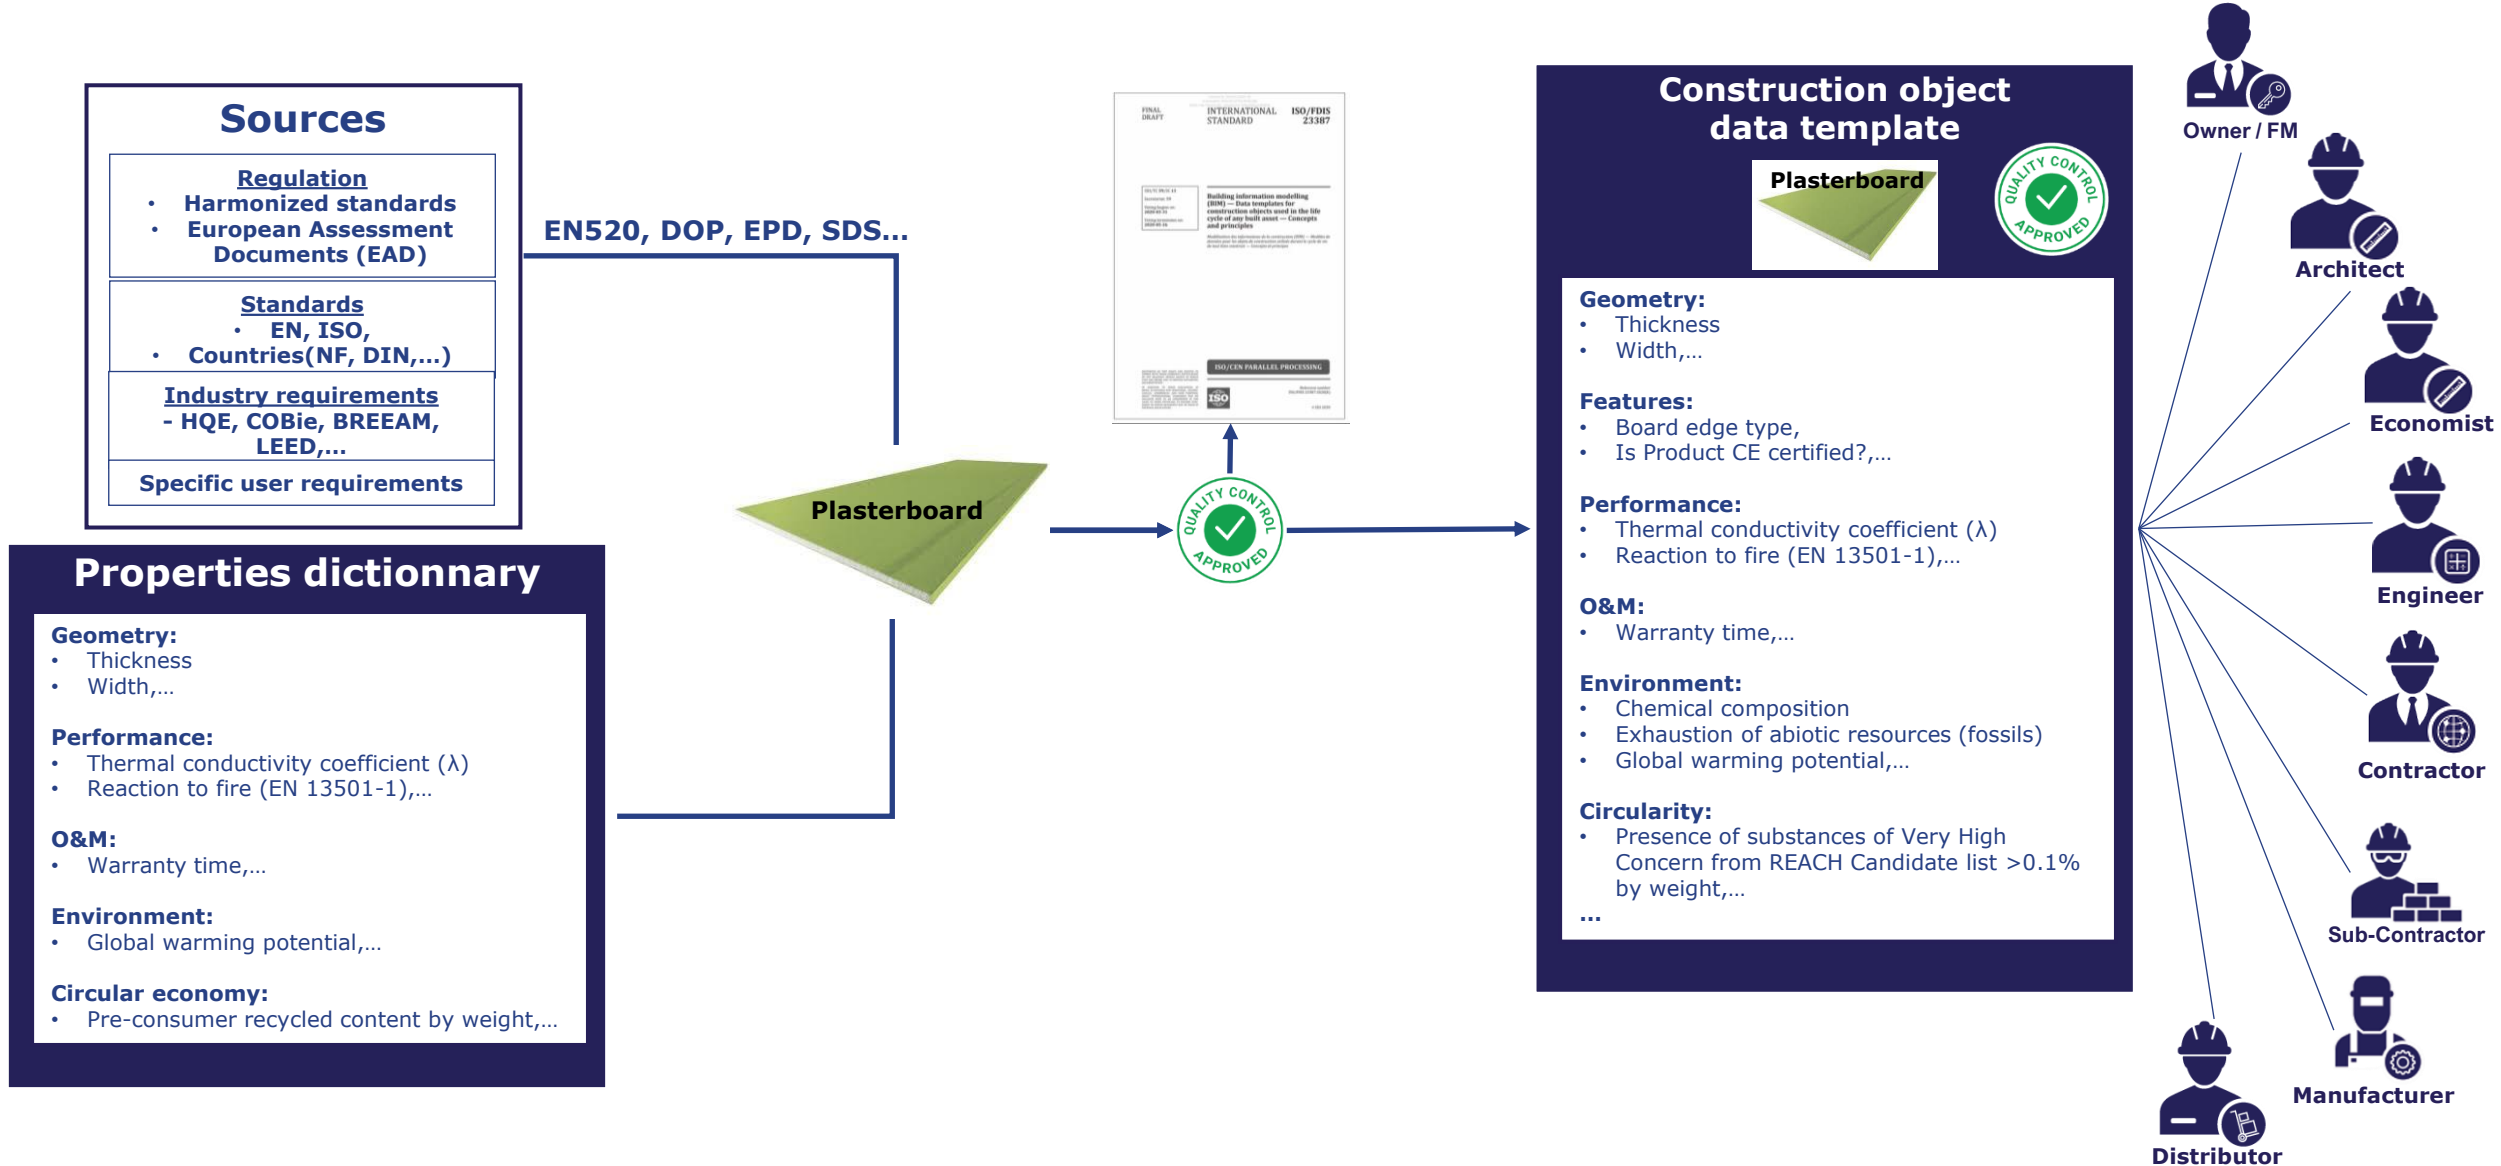 Sources
Regulation
• Harmonized standards
• European Assessment
Documents (EAD)
Standards
• EN, ISO,
• Countries(NF, DIN,...)
Industry requirements
- HQE, COBie, BREEAM,
LEED,...
Specific user requirements
Properties dictionnary
Geometry:
• Thickness
• Width,...
Performance:
• Thermal conductivity coefficient (λ)
• Reaction to fire (EN 13501-1),...
O&M:
• Warranty time,...
Environment:
• Global warming potential,...
Circular economy:
• Pre-consumer recycled content by weight,...
EN520, DOP, EPD, SDS...
Plasterboard
FINAL
DRAFT
INTERNATIONAL
STANDARD
ISO/FDIS
23387
Building information modelling
(BIM) — Data templates for
construction objects used in the life
cycle of any built asset — Concepts
and principles
ISO/CEN PARALLEL PROCESSING
ISO
QUALITY CONTROL
APPROVED
Construction object
data template
Plasterboard
QUALITY CONTROL
APPROVED
Geometry:
• Thickness
• Width,...
Features:
• Board edge type,
• Is Product CE certified?,...
Performance:
• Thermal conductivity coefficient (λ)
• Reaction to fire (EN 13501-1),...
O&M:
• Warranty time,...
Environment:
• Chemical composition
• Exhaustion of abiotic resources (fossils)
• Global warming potential,...
Circularity:
• Presence of substances of Very High
Concern from REACH Candidate list >0.1%
by weight,...
...
Owner / FM
Architect
Economist
Engineer
Contractor
Sub-Contractor
Manufacturer
Distributor